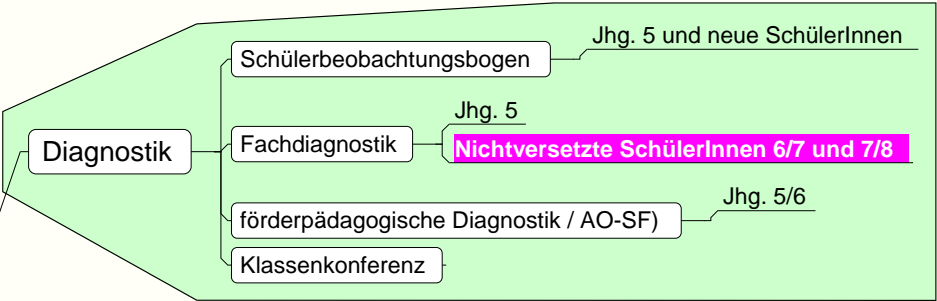 Diagnostik
Schülerbeobachtungsbogen
Jhg. 5 und neue SchülerInnen
Fachdiagnostik
Jhg. 5
Nichtversetzte SchülerInnen 6/7 und 7/8
förderpädagogische Diagnostik / AO-SF)
Jhg. 5/6
Klassenkonferenz